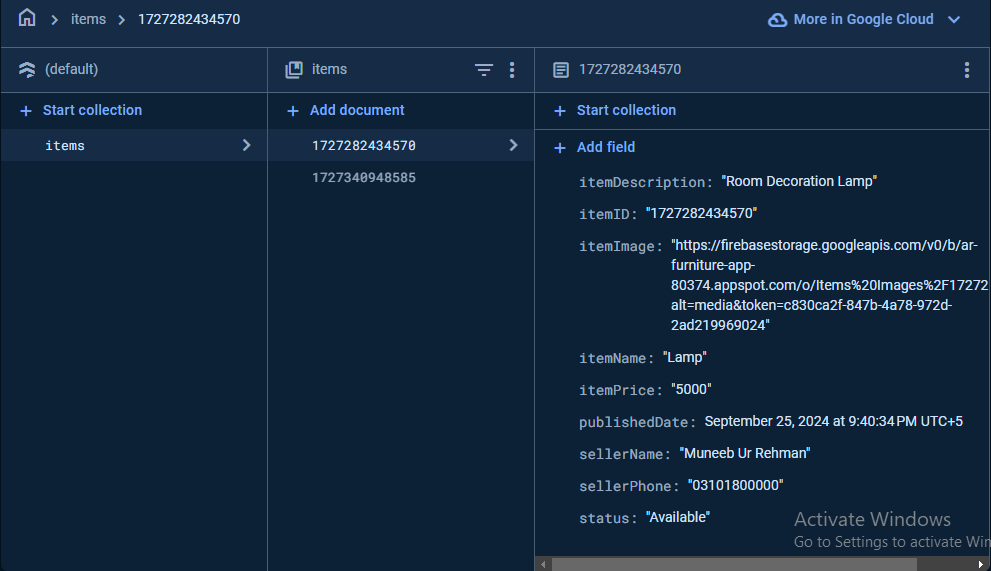 items
1727282434570
More in Google Cloud
(default)
items
1727282434570
Start collection
Add document
Start collection
items
1727282434570
1727340948585
Add field
itemDescription: "Room Decoration Lamp"
itemID: "1727282434570"
itemImage: "https://firebasestorage.googleapis.com/v0/b/ar-
furniture-app-
80374.appspot.com/o/Items%20Images%2F17272
alt=media&token=c830ca2f-847b-4a78-972d-
2ad219969024"
itemName: "Lamp"
itemPrice: "5000"
publishedDate: September 25, 2024 at 9:40:34 PM UTC+5
sellerName: "Muneeb Ur Rehman"
sellerPhone: "03101800000"
status: "Available"
Activate Windows
Go to Settings to activate Win